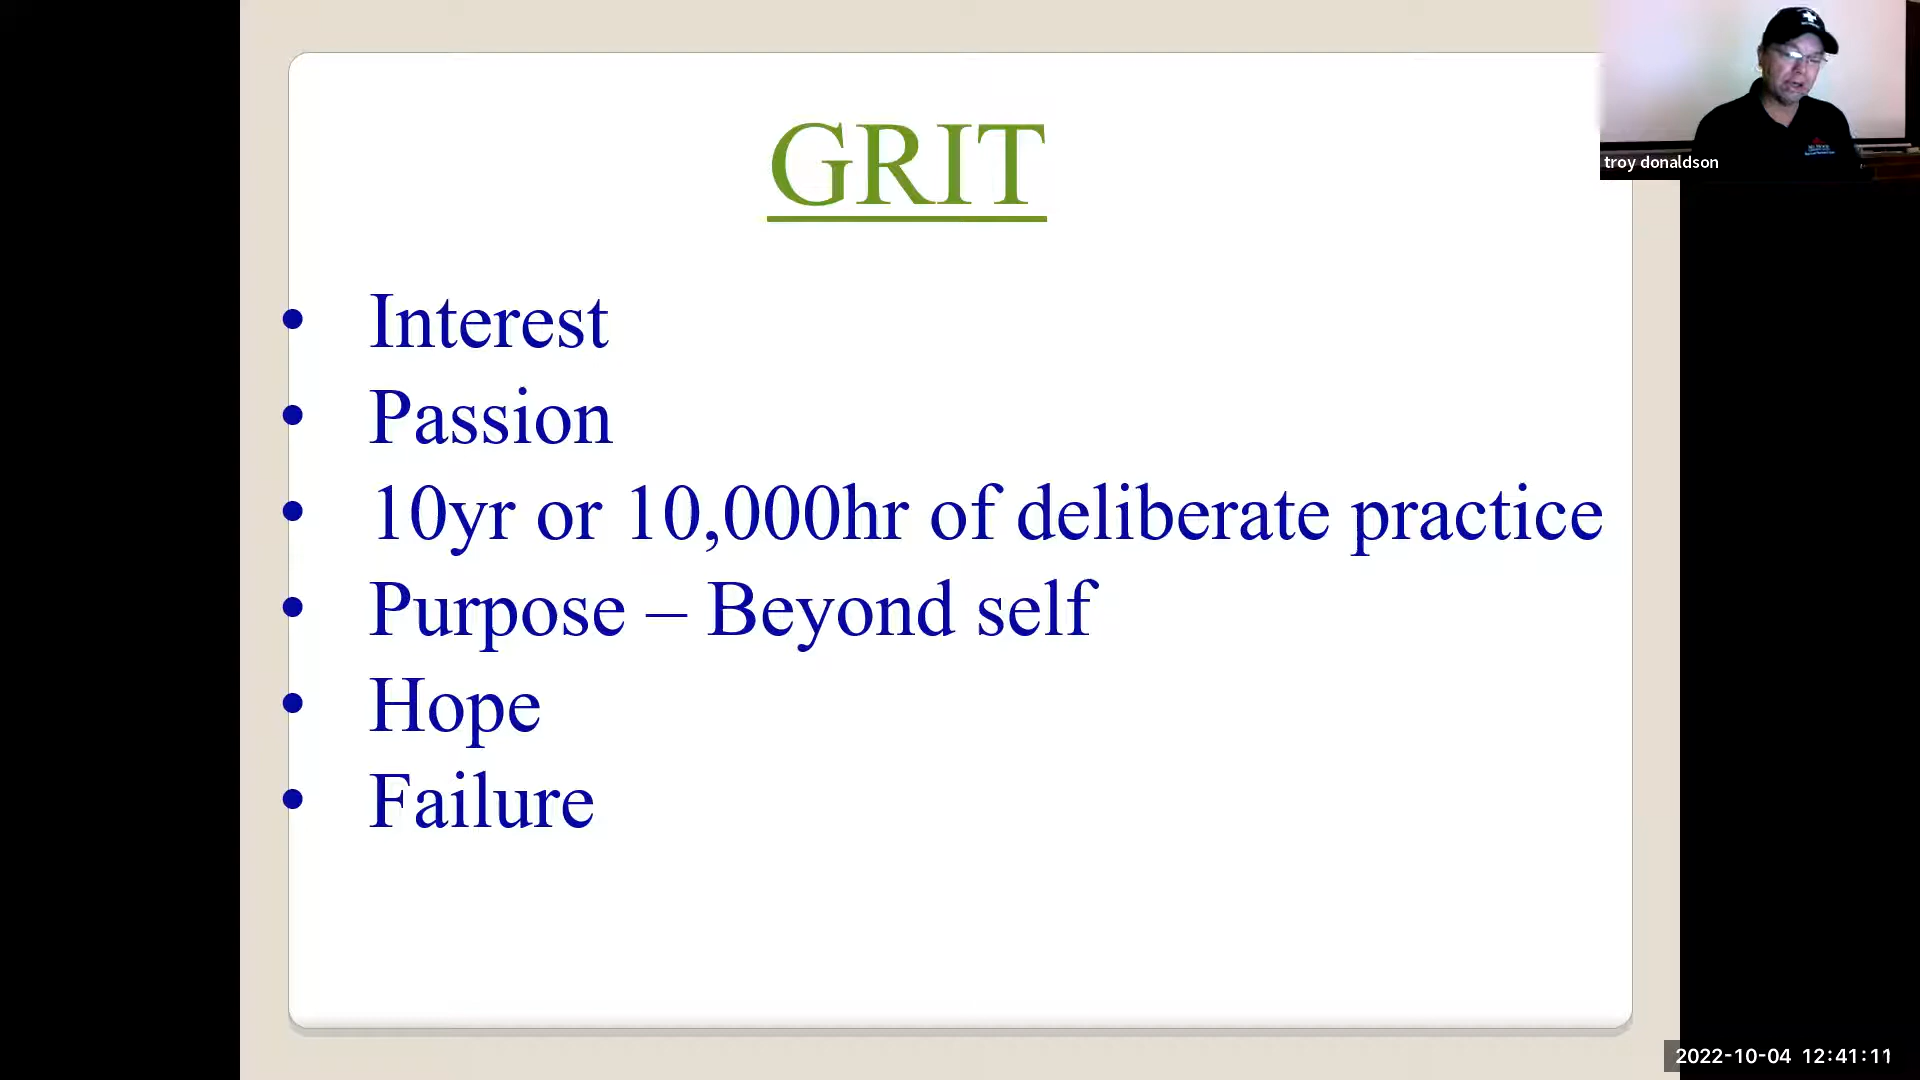 GRIT
• Interest
• Passion
• 10yr or 10,000hr of deliberate practice
• Purpose – Beyond self
• Hope
• Failure
troy donaldson
2022-10-04 12:41:11